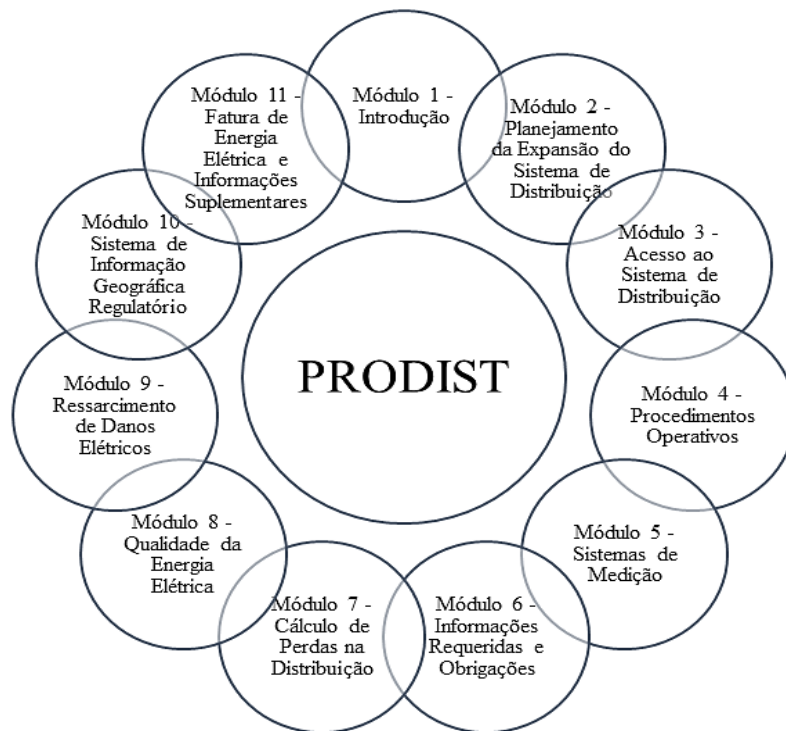 Módulo 1 -
Introdução
Módulo 2 -
Planejamento
da Expansão do
Sistema de
Distribuição
Módulo 3 -
Acesso ao
Sistema de
Distribuição
Módulo 4 -
Procedimentos
Operativos
Módulo 5 -
Sistemas de
Medição
Módulo 6 -
Informações
Requeridas e
Obrigações
Módulo 7 -
Cálculo de
Perdas na
Distribuição
Módulo 8 -
Qualidade da
Energia
Elétrica
Módulo 9 -
Ressarcimento
de Danos
Elétricos
Módulo 10 -
Sistema de
Informação
Geográfica
Regulatório
Módulo 11 -
Fatura de
Energia
Elétrica e
Informações
Suplementares
PRODIST